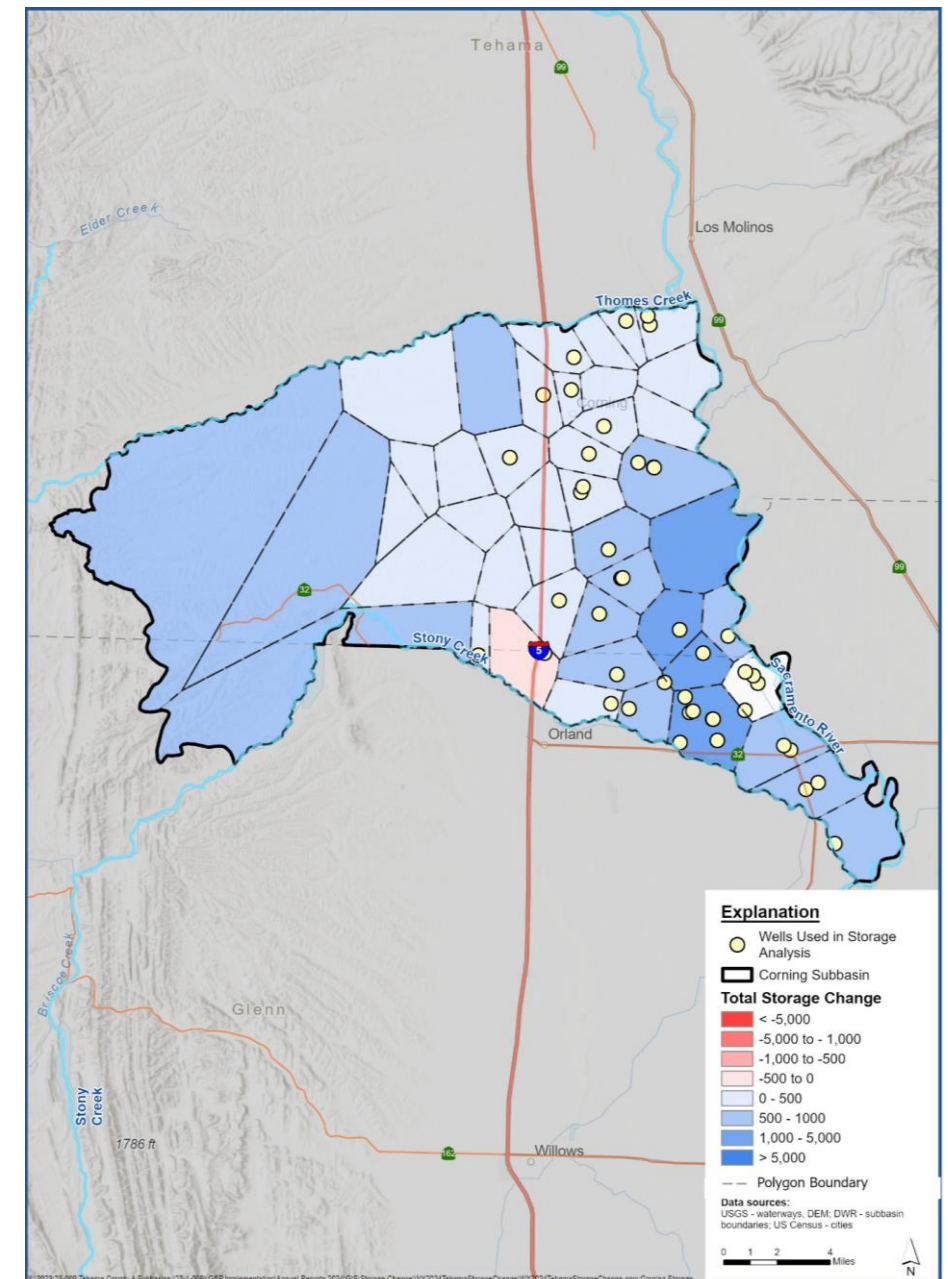 Tehama
99
Elder Creek
Los Molinos
Thomes Creek
99
Corning
99
32
Stony Creek
5
Sacramento River
Orland
32
Briscoe Creek
Glenn
Stony
Creek
1786 ft
162
Willows
Explanation
Wells Used in Storage
Analysis
Corning Subbasin
Total Storage Change
< -5,000
-5,000 to - 1,000
-1,000 to -500
-500 to 0
0 - 500
500 - 1000
1,000 - 5,000
> 5,000
Polygon Boundary
Data sources:
USGS - waterways, DEM; DWR - subbasin
boundaries; US Census - cities
0 1 2 4
Miles
N